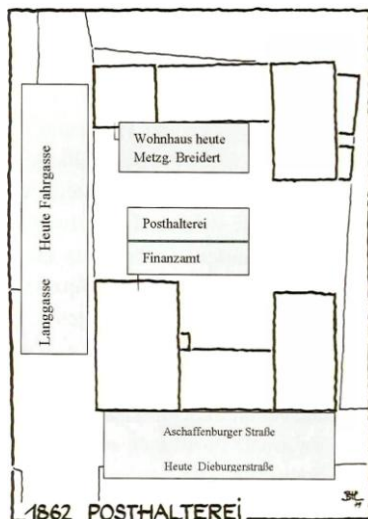 Wohnhaus heute
Metzg. Breidert
Langgasse Heute Fahrgasse
Posthalterei
Finanzamt
Aschaffenburger Straße
Heute Dieburgerstraße
1862 POSTHALTEREi